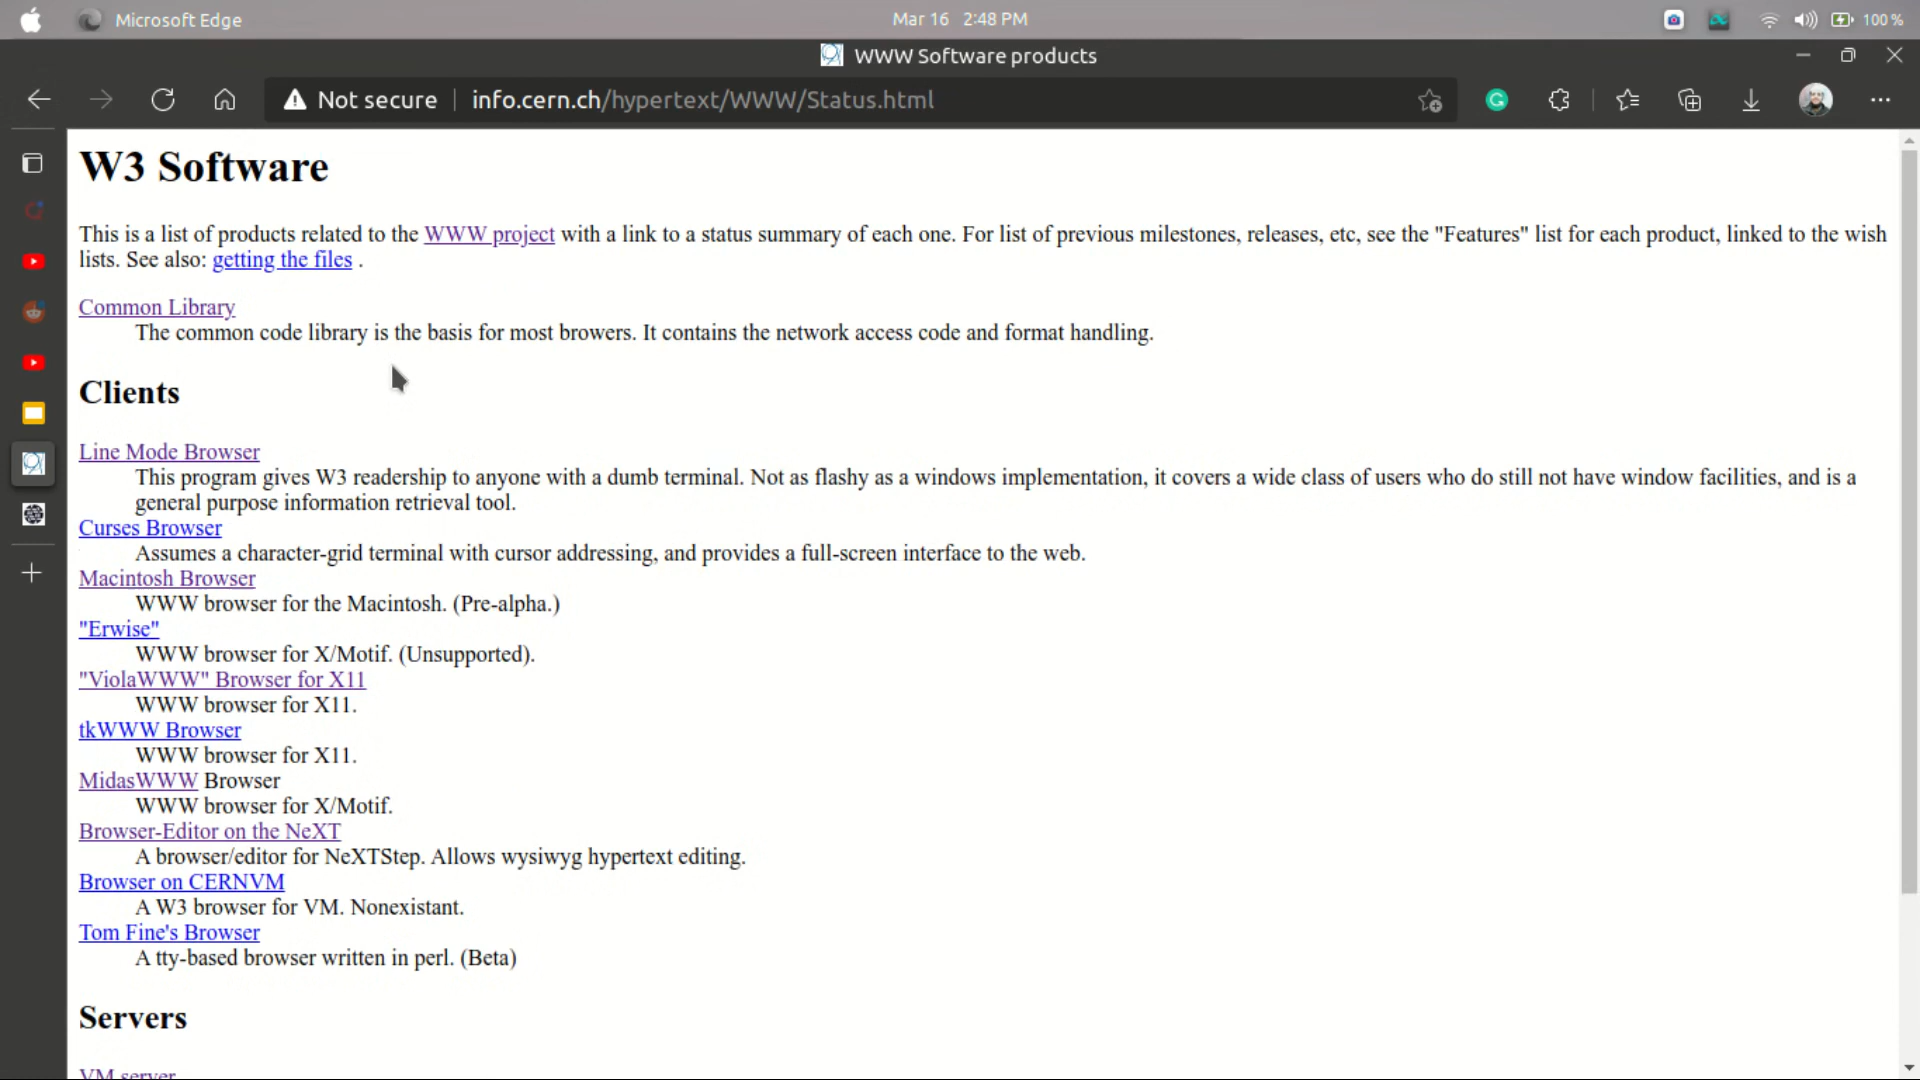 Microsoft Edge
Mar 16 2:48 PM
100 %
WWW Software products
Not secure info.cern.ch/hypertext/WWW/Status.html
W3 Software
This is a list of products related to the WWW project with a link to a status summary of each one. For list of previous milestones, releases, etc, see the "Features" list for each product, linked to the wish
lists. See also: getting the files .
Common Library
The common code library is the basis for most browers. It contains the network access code and format handling.
Clients
Line Mode Browser
This program gives W3 readership to anyone with a dumb terminal. Not as flashy as a windows implementation, it covers a wide class of users who do still not have window facilities, and is a
general purpose information retrieval tool.
Curses Browser
Assumes a character-grid terminal with cursor addressing, and provides a full-screen interface to the web.
Macintosh Browser
WWW browser for the Macintosh. (Pre-alpha.)
"Erwise"
WWW browser for X/Motif. (Unsupported).
"ViolaWWW" Browser for X11
WWW browser for X11.
tkWWW Browser
WWW browser for X11.
MidasWWW Browser
WWW browser for X/Motif.
Browser-Editor on the NeXT
A browser/editor for NeXTStep. Allows wysiwyg hypertext editing.
Browser on CERNVM
A W3 browser for VM. Nonexistant.
Tom Fine's Browser
A tty-based browser written in perl. (Beta)
Servers
VM server